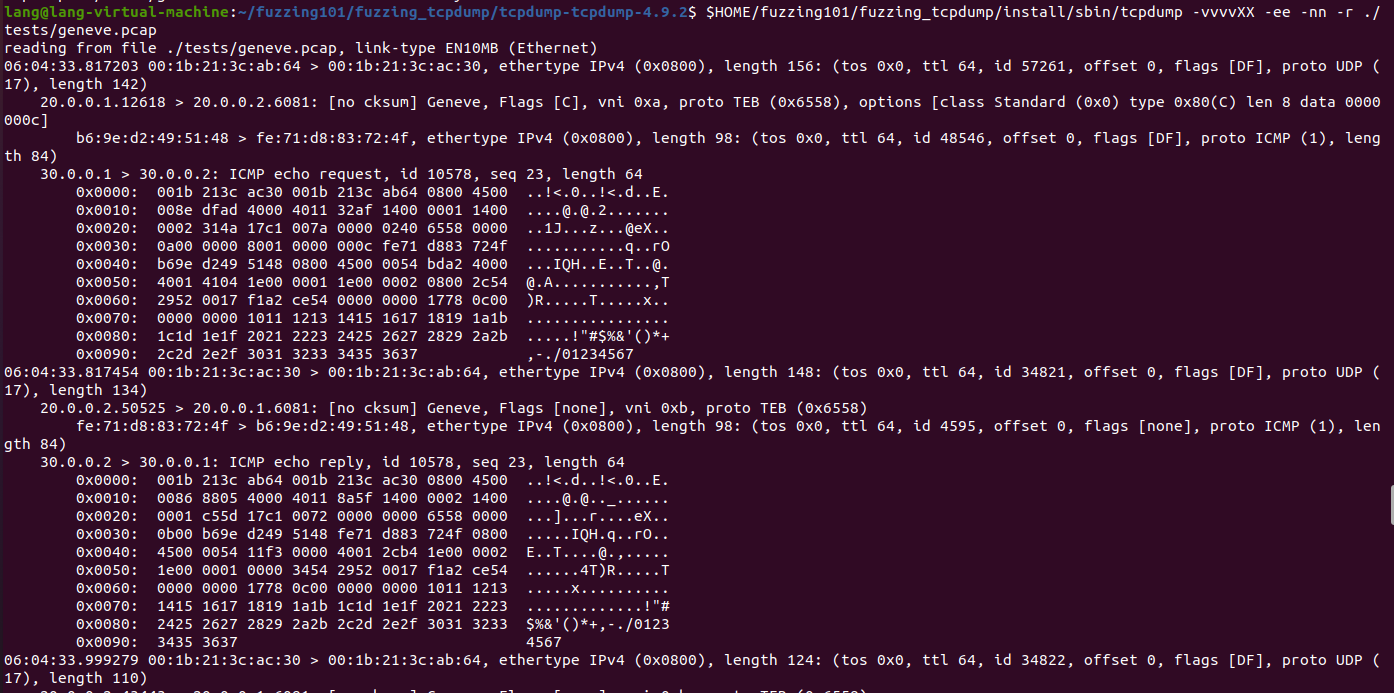 lang@lang-virtual-machine:~/fuzzing101/fuzzing_tcpdump/tcpdump-tcpdump-4.9.2$ $HOME/fuzzing101/fuzzing_tcpdump/install/sbin/tcpdump -vvvvXX -ee -nn -r ./
tests/geneve.pcap
reading from file ./tests/geneve.pcap, link-type EN10MB (Ethernet)
06:04:33.817203 00:1b:21:3c:ab:64 > 00:1b:21:3c:ac:30, ethertype IPv4 (0x0800), length 156: (tos 0x0, ttl 64, id 57261, offset 0, flags [DF], proto UDP (
17), length 142)
    20.0.0.1.12618 > 20.0.0.2.6081: [no cksum] Geneve, Flags [C], vni 0xa, proto TEB (0x6558), options [class Standard (0x0) type 0x80(C) len 8 data 0000
000c]
        b6:9e:d2:49:51:48 > fe:71:d8:83:72:4f, ethertype IPv4 (0x0800), length 98: (tos 0x0, ttl 64, id 48546, offset 0, flags [DF], proto ICMP (1), leng
th 84)
    30.0.0.1 > 30.0.0.2: ICMP echo request, id 10578, seq 23, length 64
        0x0000:  001b 213c ac30 001b 213c ab64 0800 4500  ..!<.0..!<.d..E.
        0x0010:  008e dfad 4000 4011 32af 1400 0001 1400  ....@.@.2.......
        0x0020:  0002 314a 17c1 007a 0000 0240 6558 0000  ..1J...z...@eX..
        0x0030:  0a00 0000 8001 0000 000c fe71 d883 724f  ...........q..rO
        0x0040:  b69e d249 5148 0800 4500 0054 bda2 4000  ...IQH..E..T..@.
        0x0050:  4001 4104 1e00 0001 1e00 0002 0800 2c54  @.A...........,T
        0x0060:  2952 0017 f1a2 ce54 0000 0000 1778 0c00  )R.....T.....x..
        0x0070:  0000 0000 1011 1213 1415 1617 1819 1a1b  ................
        0x0080:  1c1d 1e1f 2021 2223 2425 2627 2829 2a2b  .....!"#$%&'()*+
        0x0090:  2c2d 2e2f 3031 3233 3435 3637            ,-./01234567
06:04:33.817454 00:1b:21:3c:ac:30 > 00:1b:21:3c:ab:64, ethertype IPv4 (0x0800), length 148: (tos 0x0, ttl 64, id 34821, offset 0, flags [DF], proto UDP (
17), length 134)
    20.0.0.2.50525 > 20.0.0.1.6081: [no cksum] Geneve, Flags [none], vni 0xb, proto TEB (0x6558)
        fe:71:d8:83:72:4f > b6:9e:d2:49:51:48, ethertype IPv4 (0x0800), length 98: (tos 0x0, ttl 64, id 4595, offset 0, flags [none], proto ICMP (1), len
gth 84)
    30.0.0.2 > 30.0.0.1: ICMP echo reply, id 10578, seq 23, length 64
        0x0000:  001b 213c ab64 001b 213c ac30 0800 4500  ..!<.d..!<.0..E.
        0x0010:  0086 8805 4000 4011 8a5f 1400 0002 1400  ....@.@.._......
        0x0020:  0001 c55d 17c1 0072 0000 0000 6558 0000  ...]...r....eX..
        0x0030:  0b00 b69e d249 5148 fe71 d883 724f 0800  .....IQH.q..rO..
        0x0040:  4500 0054 11f3 0000 4001 2cb4 1e00 0002  E..T....@.,.....
        0x0050:  1e00 0001 0000 3454 2952 0017 f1a2 ce54  ......4T)R.....T
        0x0060:  0000 0000 1778 0c00 0000 0000 1011 1213  .....x..........
        0x0070:  1415 1617 1819 1a1b 1c1d 1e1f 2021 2223  .............!"#
        0x0080:  2425 2627 2829 2a2b 2c2d 2e2f 3031 3233  $%&'()*+,-./0123
        0x0090:  3435 3637                                4567
06:04:33.999279 00:1b:21:3c:ac:30 > 00:1b:21:3c:ab:64, ethertype IPv4 (0x0800), length 124: (tos 0x0, ttl 64, id 34822, offset 0, flags [DF], proto UDP (
17), length 110)